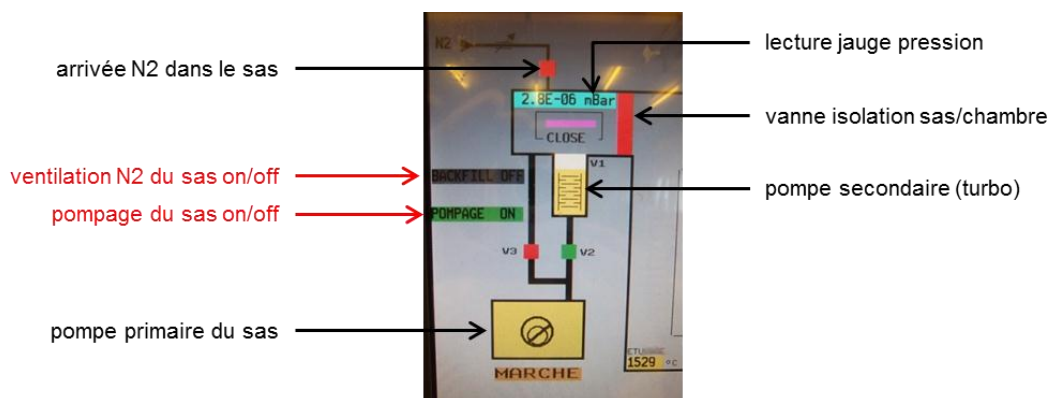 N2
lecture jauge pression
arrivée N2 dans le sas
2.8E-06 mBar
vanne isolation sas/chambre
CLOSE
V1
ventilation N2 du sas on/off
BACKFILL OFF
pompe secondaire (turbo)
pompage du sas on/off
POMPAGE ON
V3
V2
pompe primaire du sas
ETUVAGE
1529 °C
MARCHE